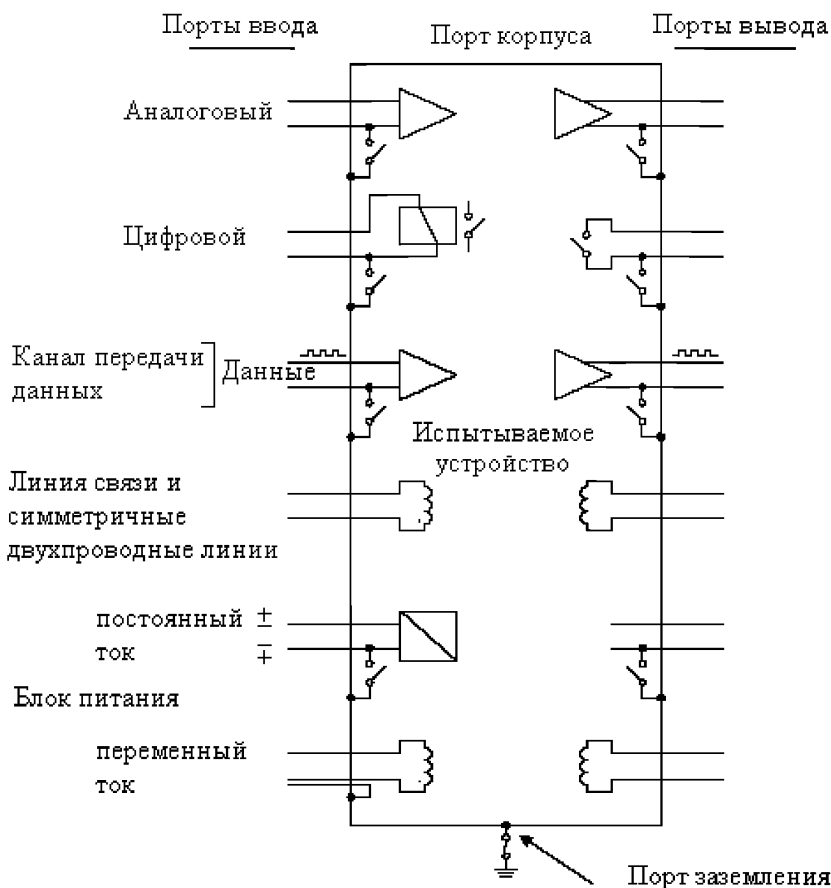 Порты ввода
Порт корпуса
Порты вывода
Аналоговый
Цифровой
Канал передачи
данных
Данные
Испытываемое
устройство
Линия связи и
симметричные
двухпроводные линии
постоянный ±
ток ∓
Блок питания
переменный
ток
Порт заземления